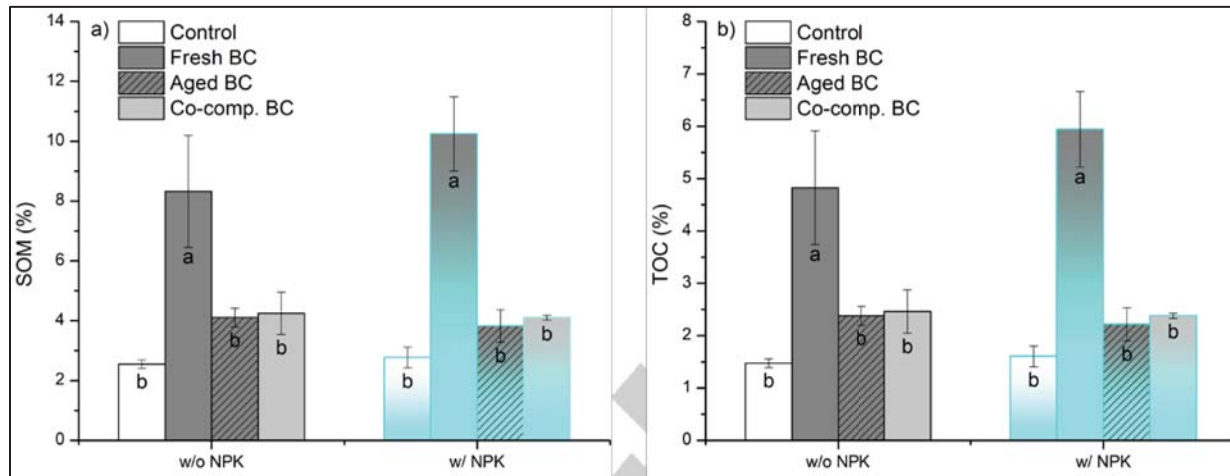 a)
Control
Fresh BC
Aged BC
Co-comp. BC
14
12
10
8
6
4
2
0
SOM (%)
a
b
b
b
a
b
b
b
w/o NPK
w/ NPK
b)
Control
Fresh BC
Aged BC
Co-comp. BC
8
7
6
5
4
3
2
1
0
TOC (%)
a
b
b
b
a
b
b
b
w/o NPK
w/ NPK